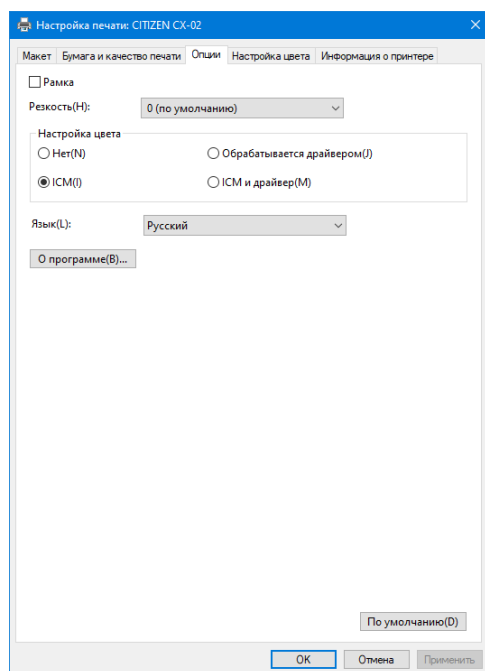 Настройка печати: CITIZEN CX-02
Макет Бумага и качество печати Опции Настройка цвета Информация о принтере
Рамка
Резкость(H): 0 (по умолчанию)
Настройка цвета
Нет(N) Обрабатывается драйвером(J)
ICM(I) ICM и драйвер(M)
Язык(L): Русский
О программе(B)...
По умолчанию(D)
OK Отмена Применить